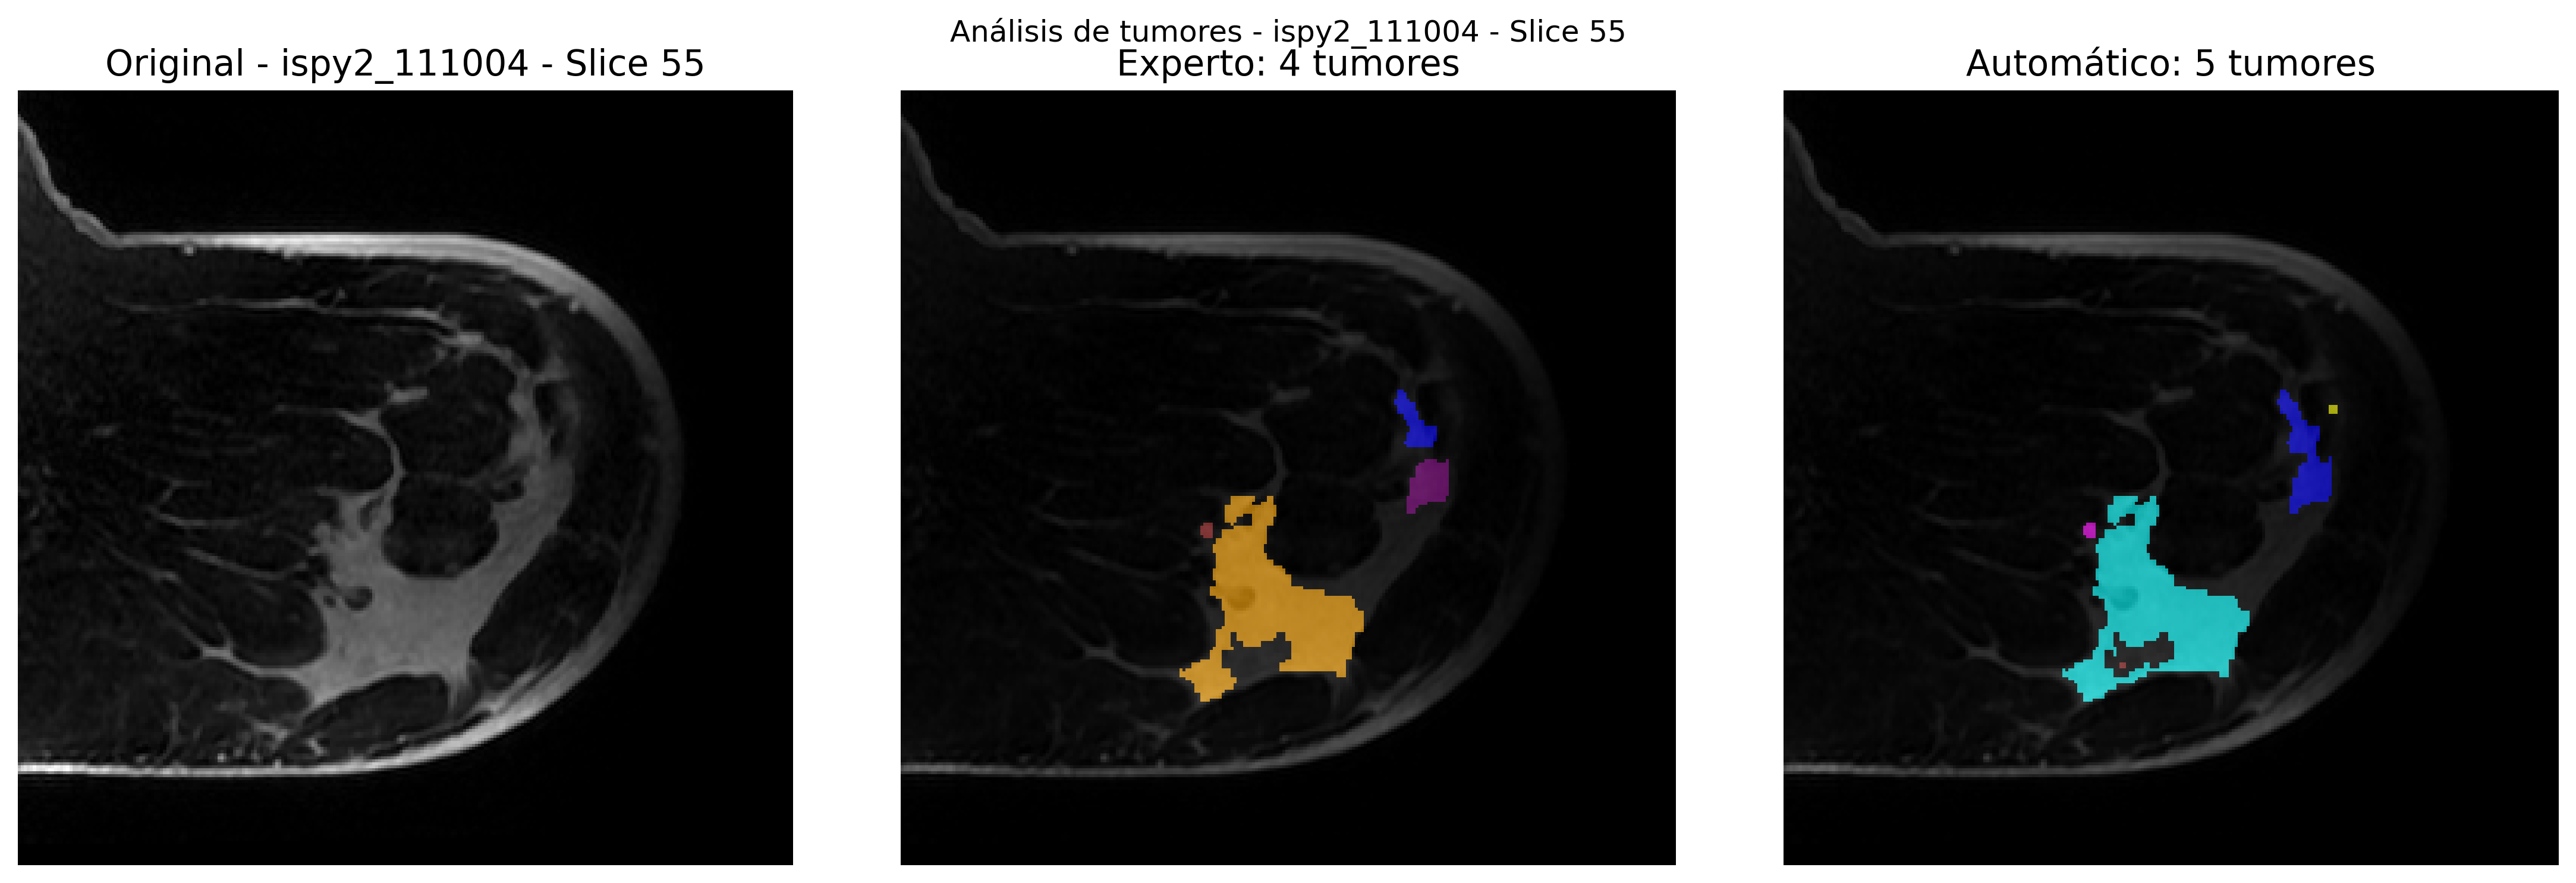 Análisis de tumores - ispy2_111004 - Slice 55
Original - ispy2_111004 - Slice 55
Experto: 4 tumores
Automático: 5 tumores